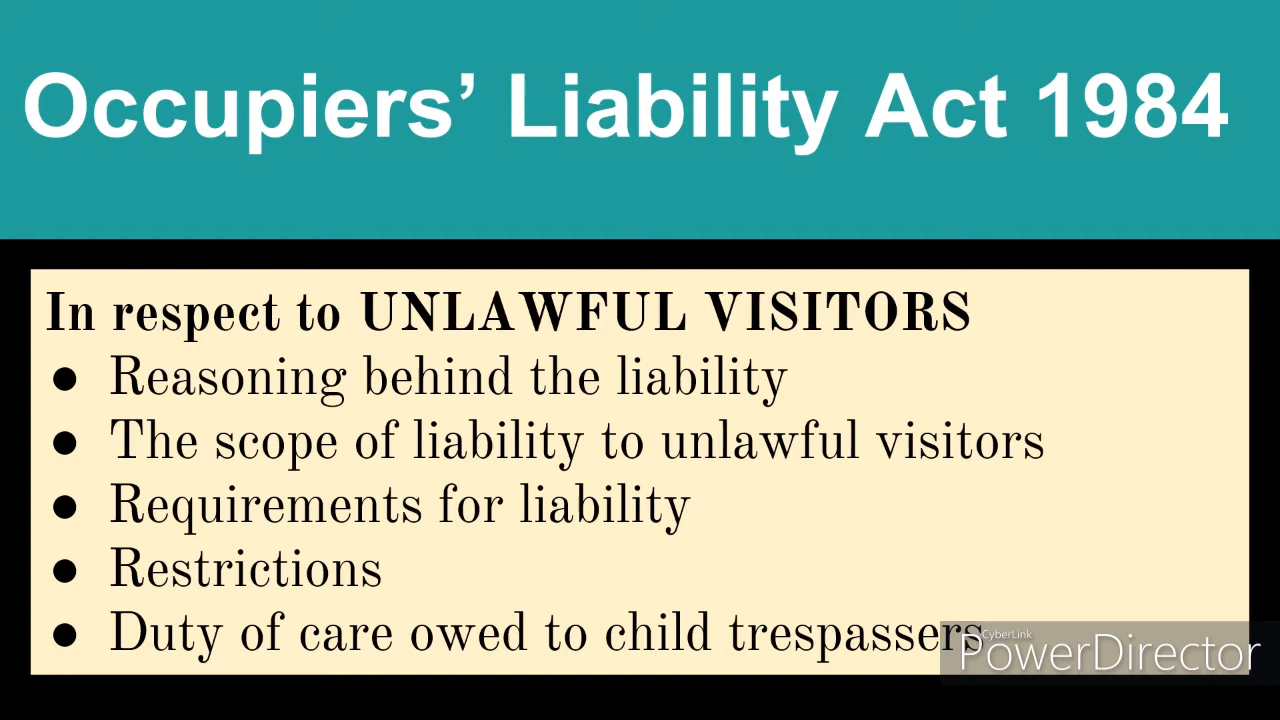 Occupiers’ Liability Act 1984
In respect to UNLAWFUL VISITORS
● Reasoning behind the liability
● The scope of liability to unlawful visitors
● Requirements for liability
● Restrictions
● Duty of care owed to child trespassers
CyberLink
PowerDirector